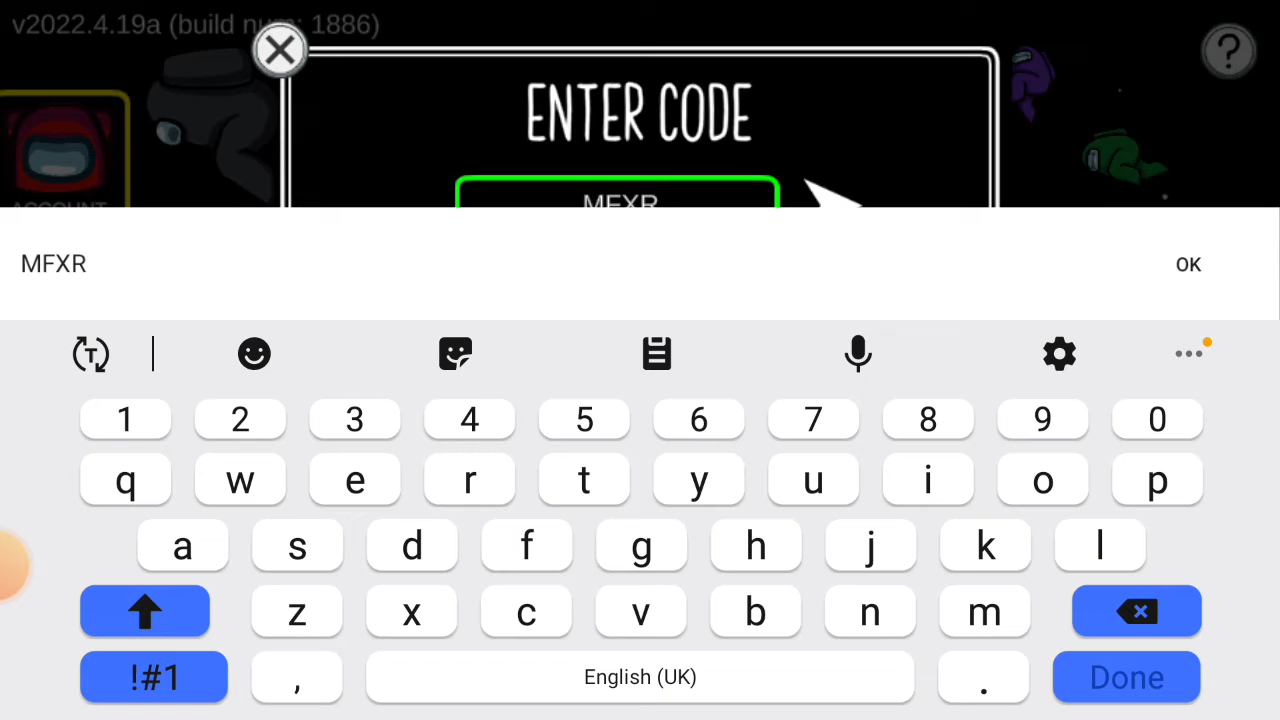 v2022.4.19a (build num: 1886)
ENTER CODE
ACCOUNT
MFXR
MFXR
OK
1 2 3 4 5 6 7 8 9 0
q w e r t y u i o p
a s d f g h j k l
z x c v b n m
!#1 , English (UK) . Done